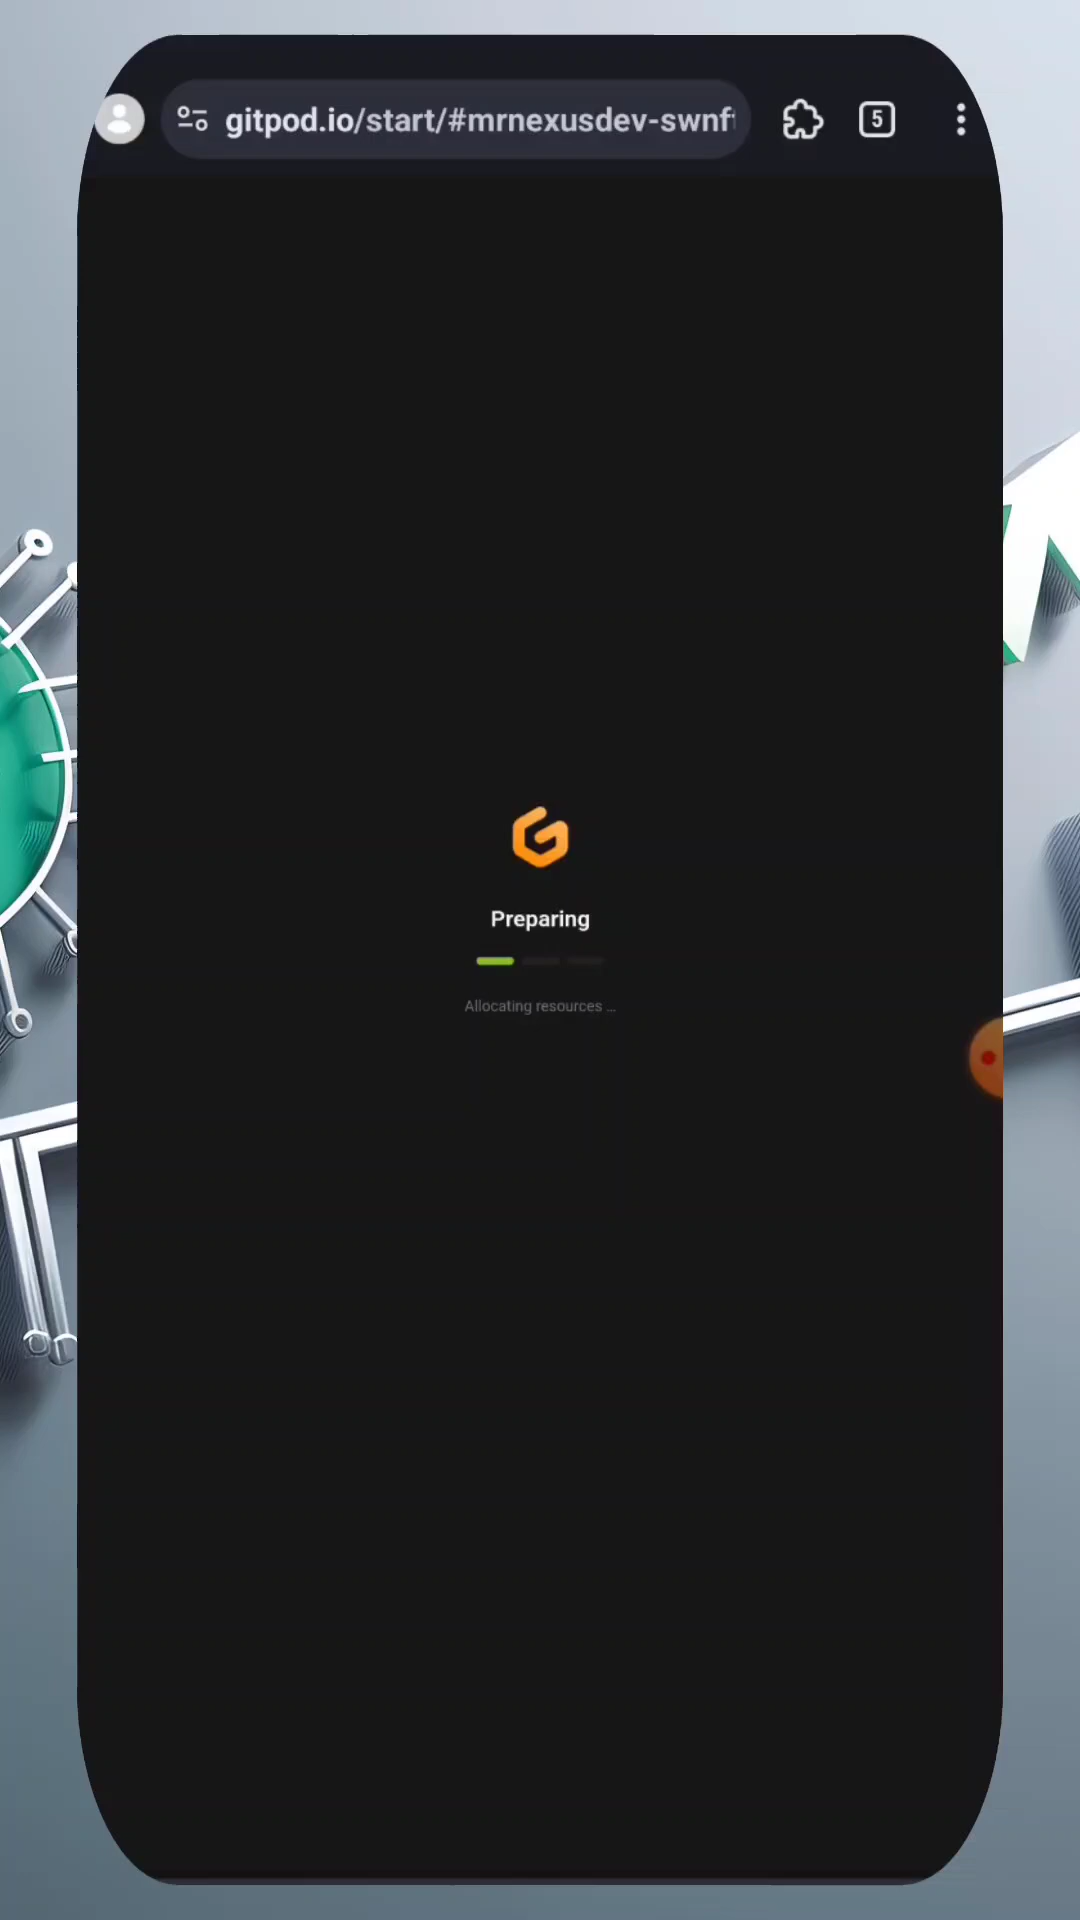 gitpod.io/start/#mrnexusdev-swnf
5
Preparing
Allocating resources ...